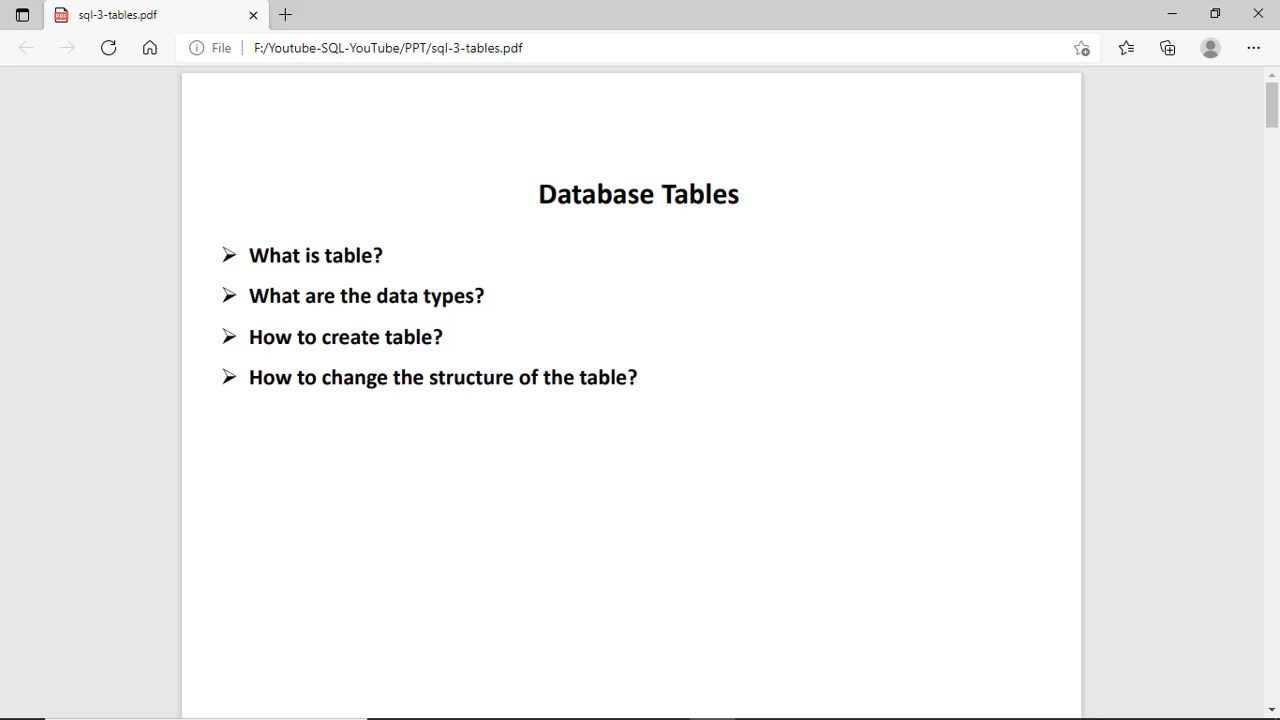 sql-3-tables.pdf
File F:/Youtube-SQL-YouTube/PPT/sql-3-tables.pdf
Database Tables
➢ What is table?
➢ What are the data types?
➢ How to create table?
➢ How to change the structure of the table?